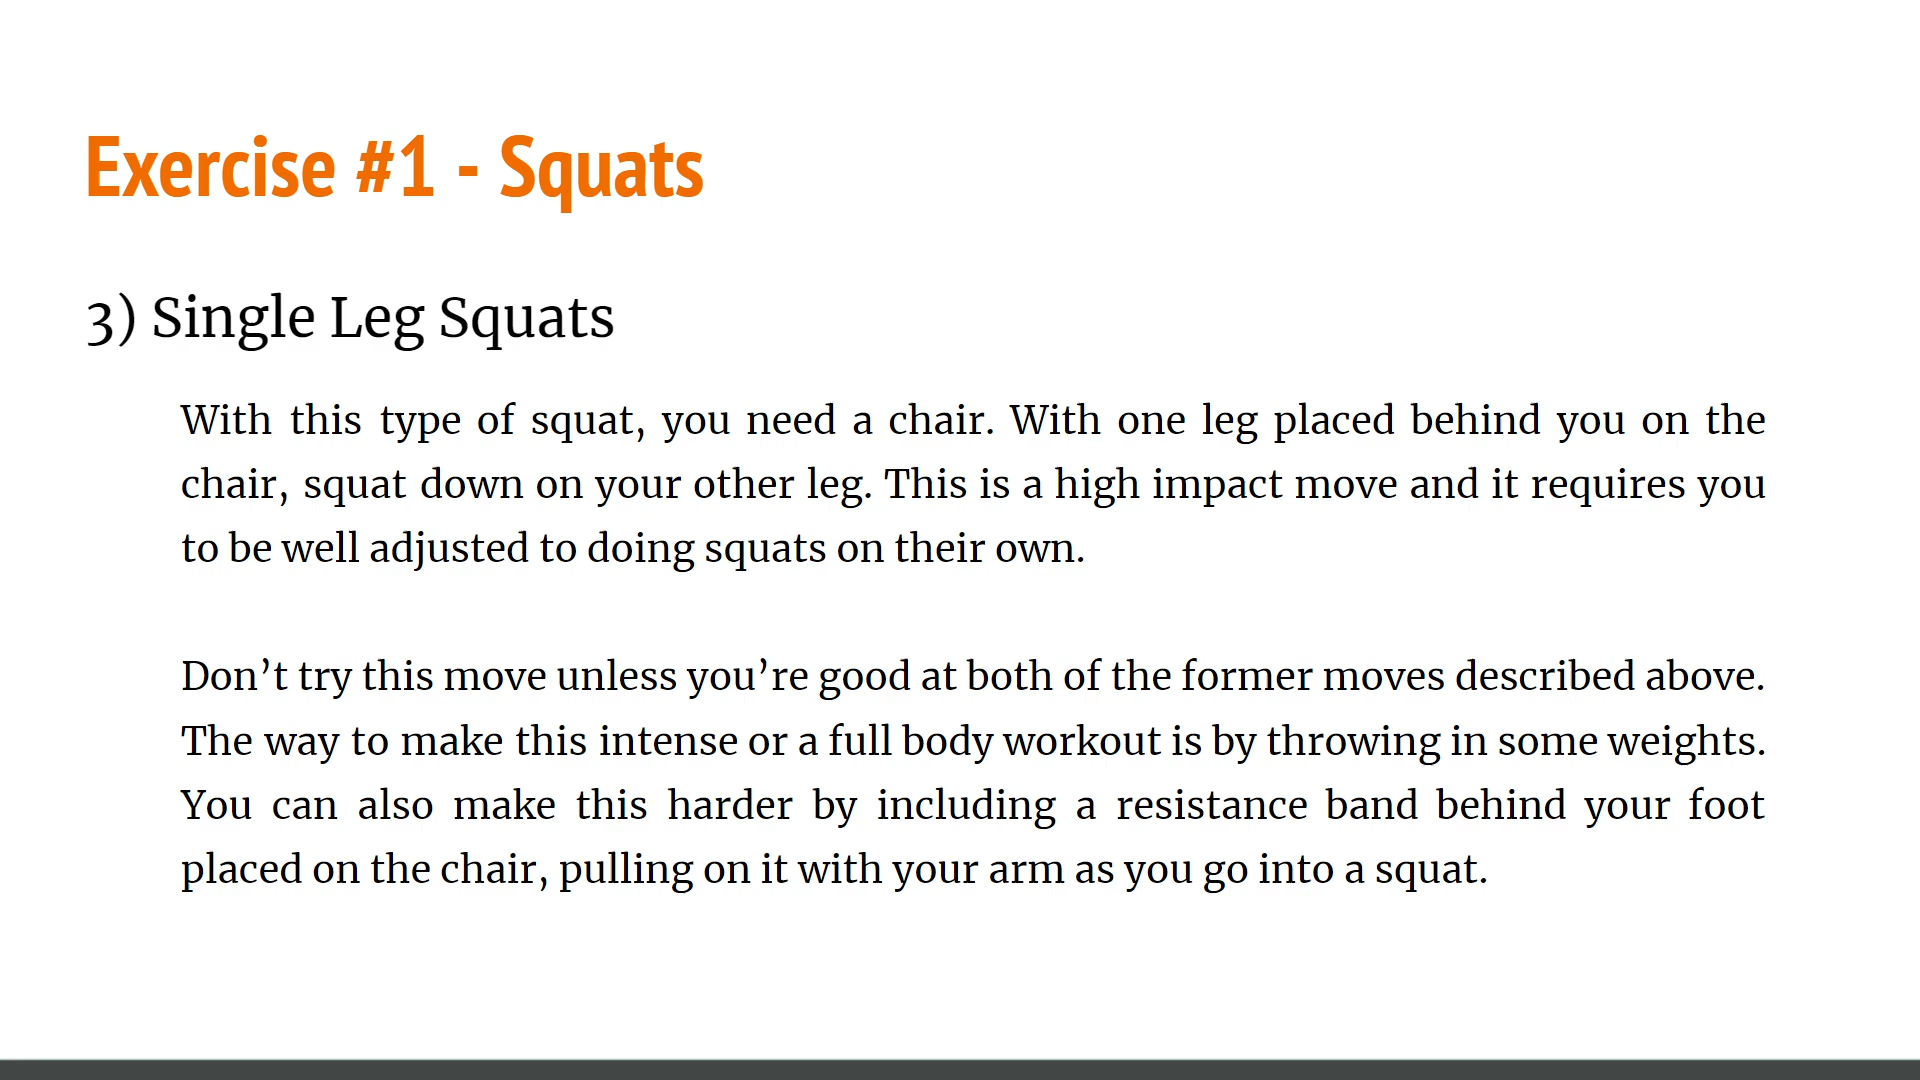 Exercise #1 - Squats
3) Single Leg Squats
With this type of squat, you need a chair. With one leg placed behind you on the
chair, squat down on your other leg. This is a high impact move and it requires you
to be well adjusted to doing squats on their own.
Don’t try this move unless you’re good at both of the former moves described above.
The way to make this intense or a full body workout is by throwing in some weights.
You can also make this harder by including a resistance band behind your foot
placed on the chair, pulling on it with your arm as you go into a squat.